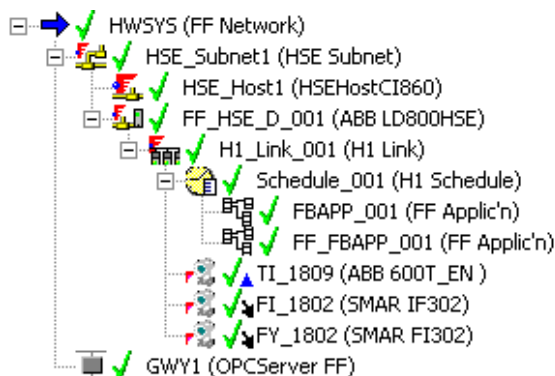 HWSYS (FF Network)
HSE_Subnet1 (HSE Subnet)
HSE_Host1 (HSEHostCI860)
FF_HSE_D_001 (ABB LD800HSE)
H1_Link_001 (H1 Link)
Schedule_001 (H1 Schedule)
FBAPP_001 (FF Applic'n)
FF_FBAPP_001 (FF Applic'n)
TI_1809 (ABB 600T_EN )
FI_1802 (SMAR IF302)
FY_1802 (SMAR FI302)
GWY1 (OPCServer FF)